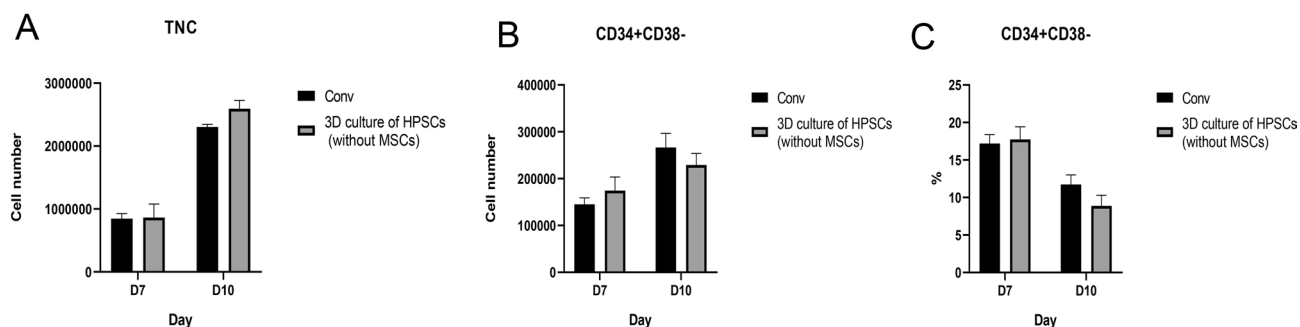 A
TNC
3000000
2000000
1000000
0
Cell number
D7
D10
Day
Conv
3D culture of HPSCs
(without MSCs)
B
CD34+CD38-
400000
300000
200000
100000
0
Cell number
D7
D10
Day
Conv
3D culture of HPSCs
(without MSCs)
C
CD34+CD38-
25
20
15
10
5
0
%
D7
D10
Day
Conv
3D culture of HPSCs
(without MSCs)